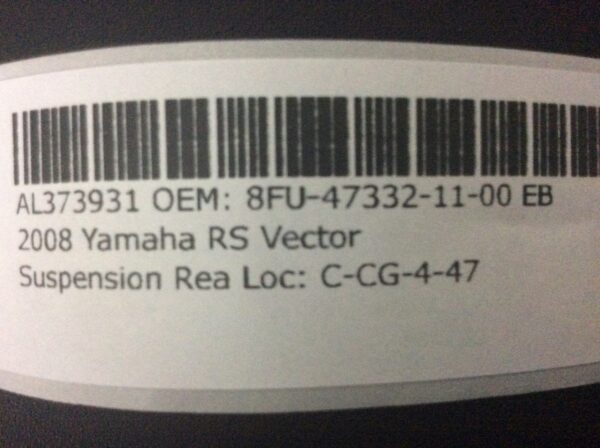 AL373931 OEM: 8FU-47332-11-00 EB
2008 Yamaha RS Vector
Suspension Rea Loc: C-CG-4-47